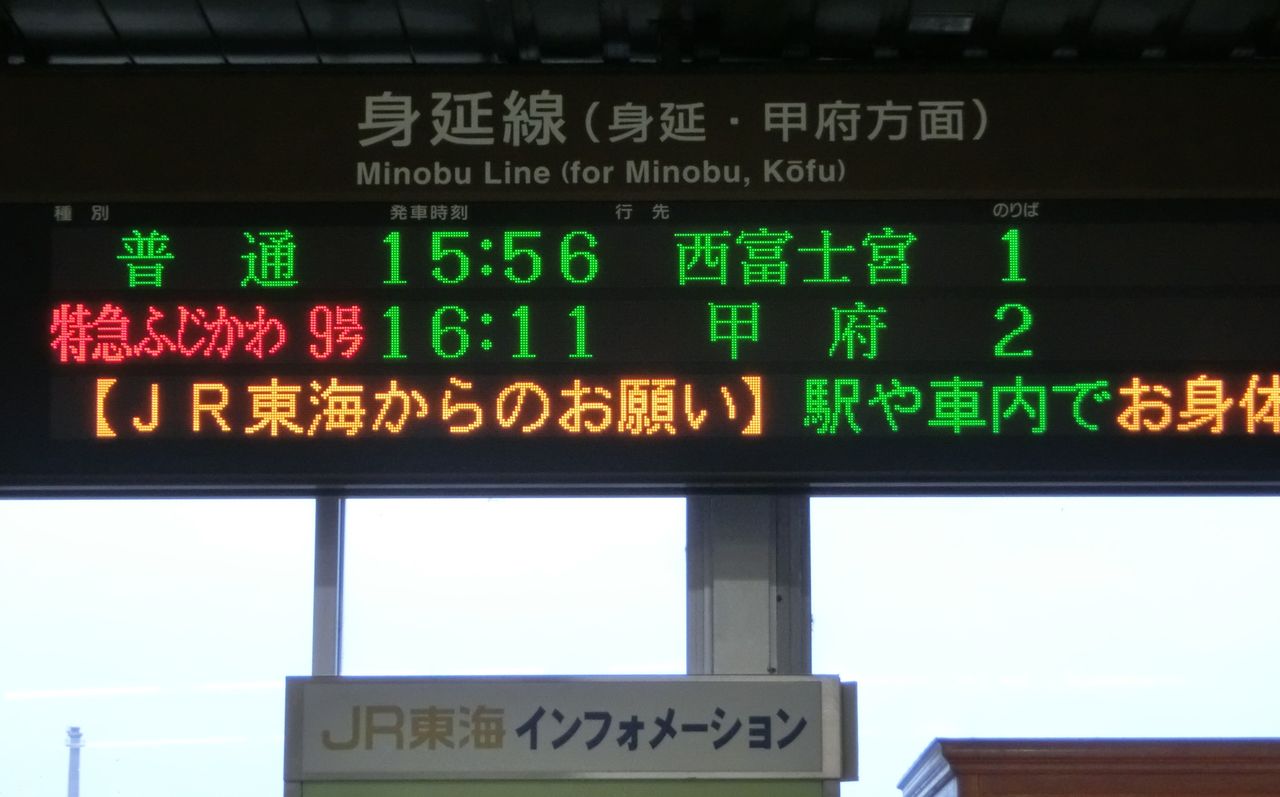 身延線(身延・甲府方面)
Minobu Line (for Minobu, Kōfu)
種別 発車時刻 行先 のりば
普通 15:56 西富士宮 1
特急ふじかわ 9号 16:11 甲府 2
【JR東海からのお願い】 駅や車内でお身体
JR東海 インフォメーション